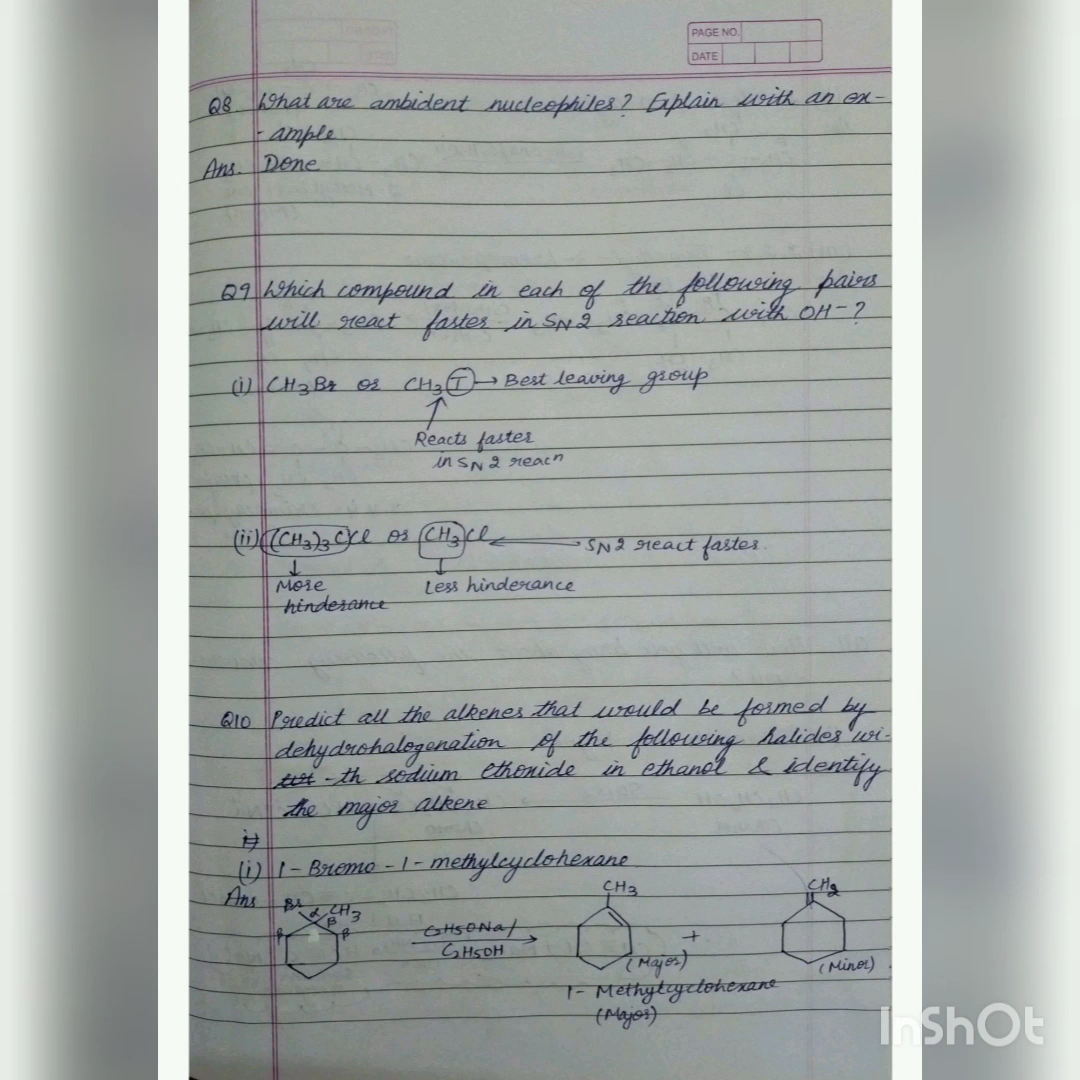 PAGE NO.
DATE
Q8 What are ambident nucleophiles? Explain with an ex-
- ample
Ans. Done
Q9 Which compound in each of the following pairs
will react faster in SN2 reaction with OH-?
(i) CH3Br or CH3I → Best leaving group
Reacts faster
in SN2 reacn
(ii) (CH3)3CCl or CH3Cl ← SN2 react faster.
More Less hinderance
hinderance
Q10 Predict all the alkenes that would be formed by
dehydrohalogenation of the following halides wi-
-th sodium ethoxide in ethanol & identify
the major alkene
i)
(i) 1-Bromo-1-methylcyclohexane
Ans
Br α CH3 β β β
C2H5ONa/
C2H5OH
CH3
+
CH2
(Major) (Minor)
1- Methylcyclohexane
(Major)
InShOt